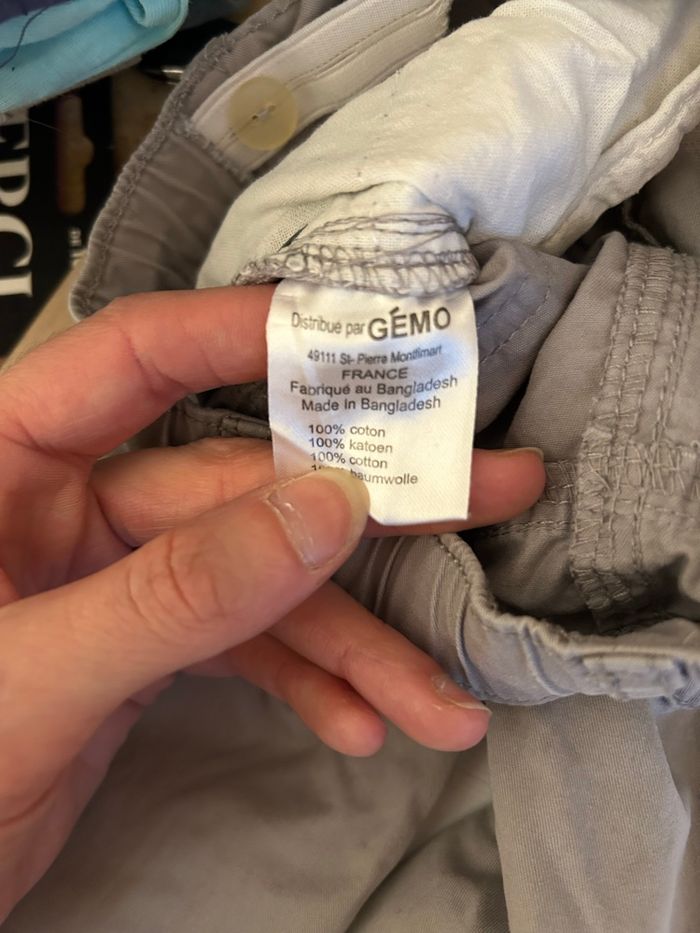 Distribué par GÉMO
49111 St- Pierre Montlimart
FRANCE
Fabriqué au Bangladesh
Made in Bangladesh
100% coton
100% katoen
100% cotton
baumwolle